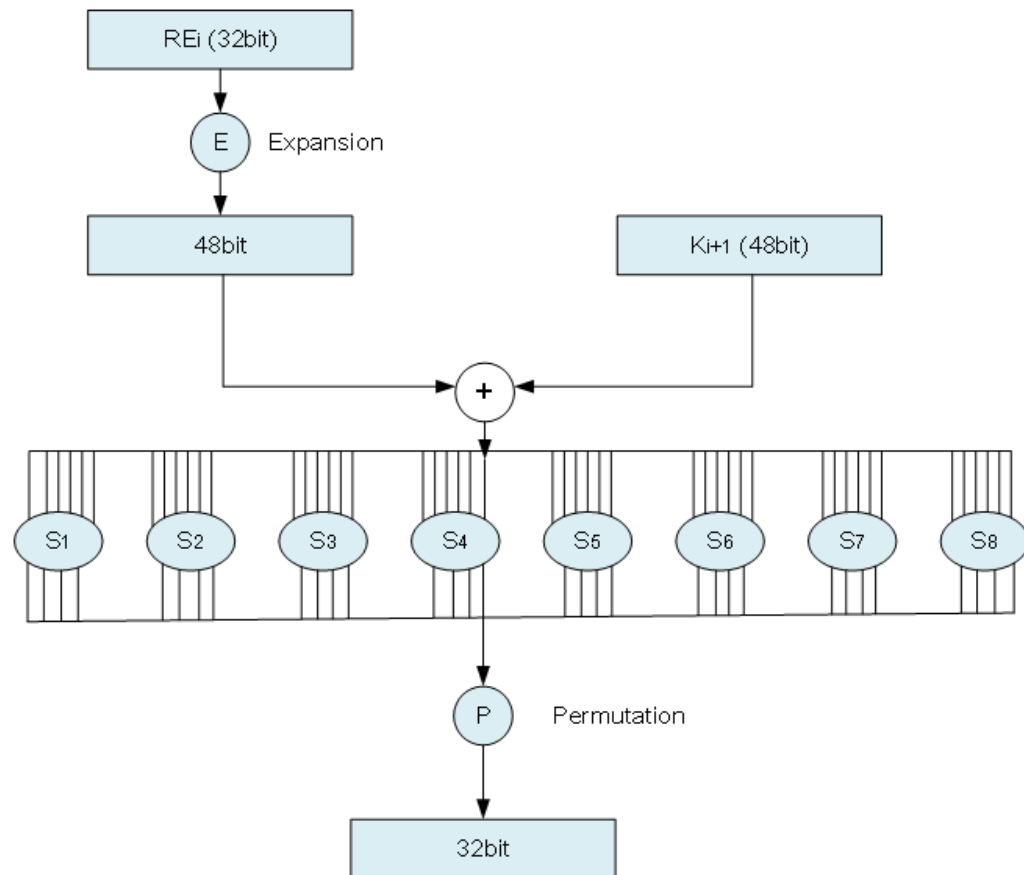 REi (32bit)
E Expansion
48bit Ki+1 (48bit)
+
S1 S2 S3 S4 S5 S6 S7 S8
P Permutation
32bit